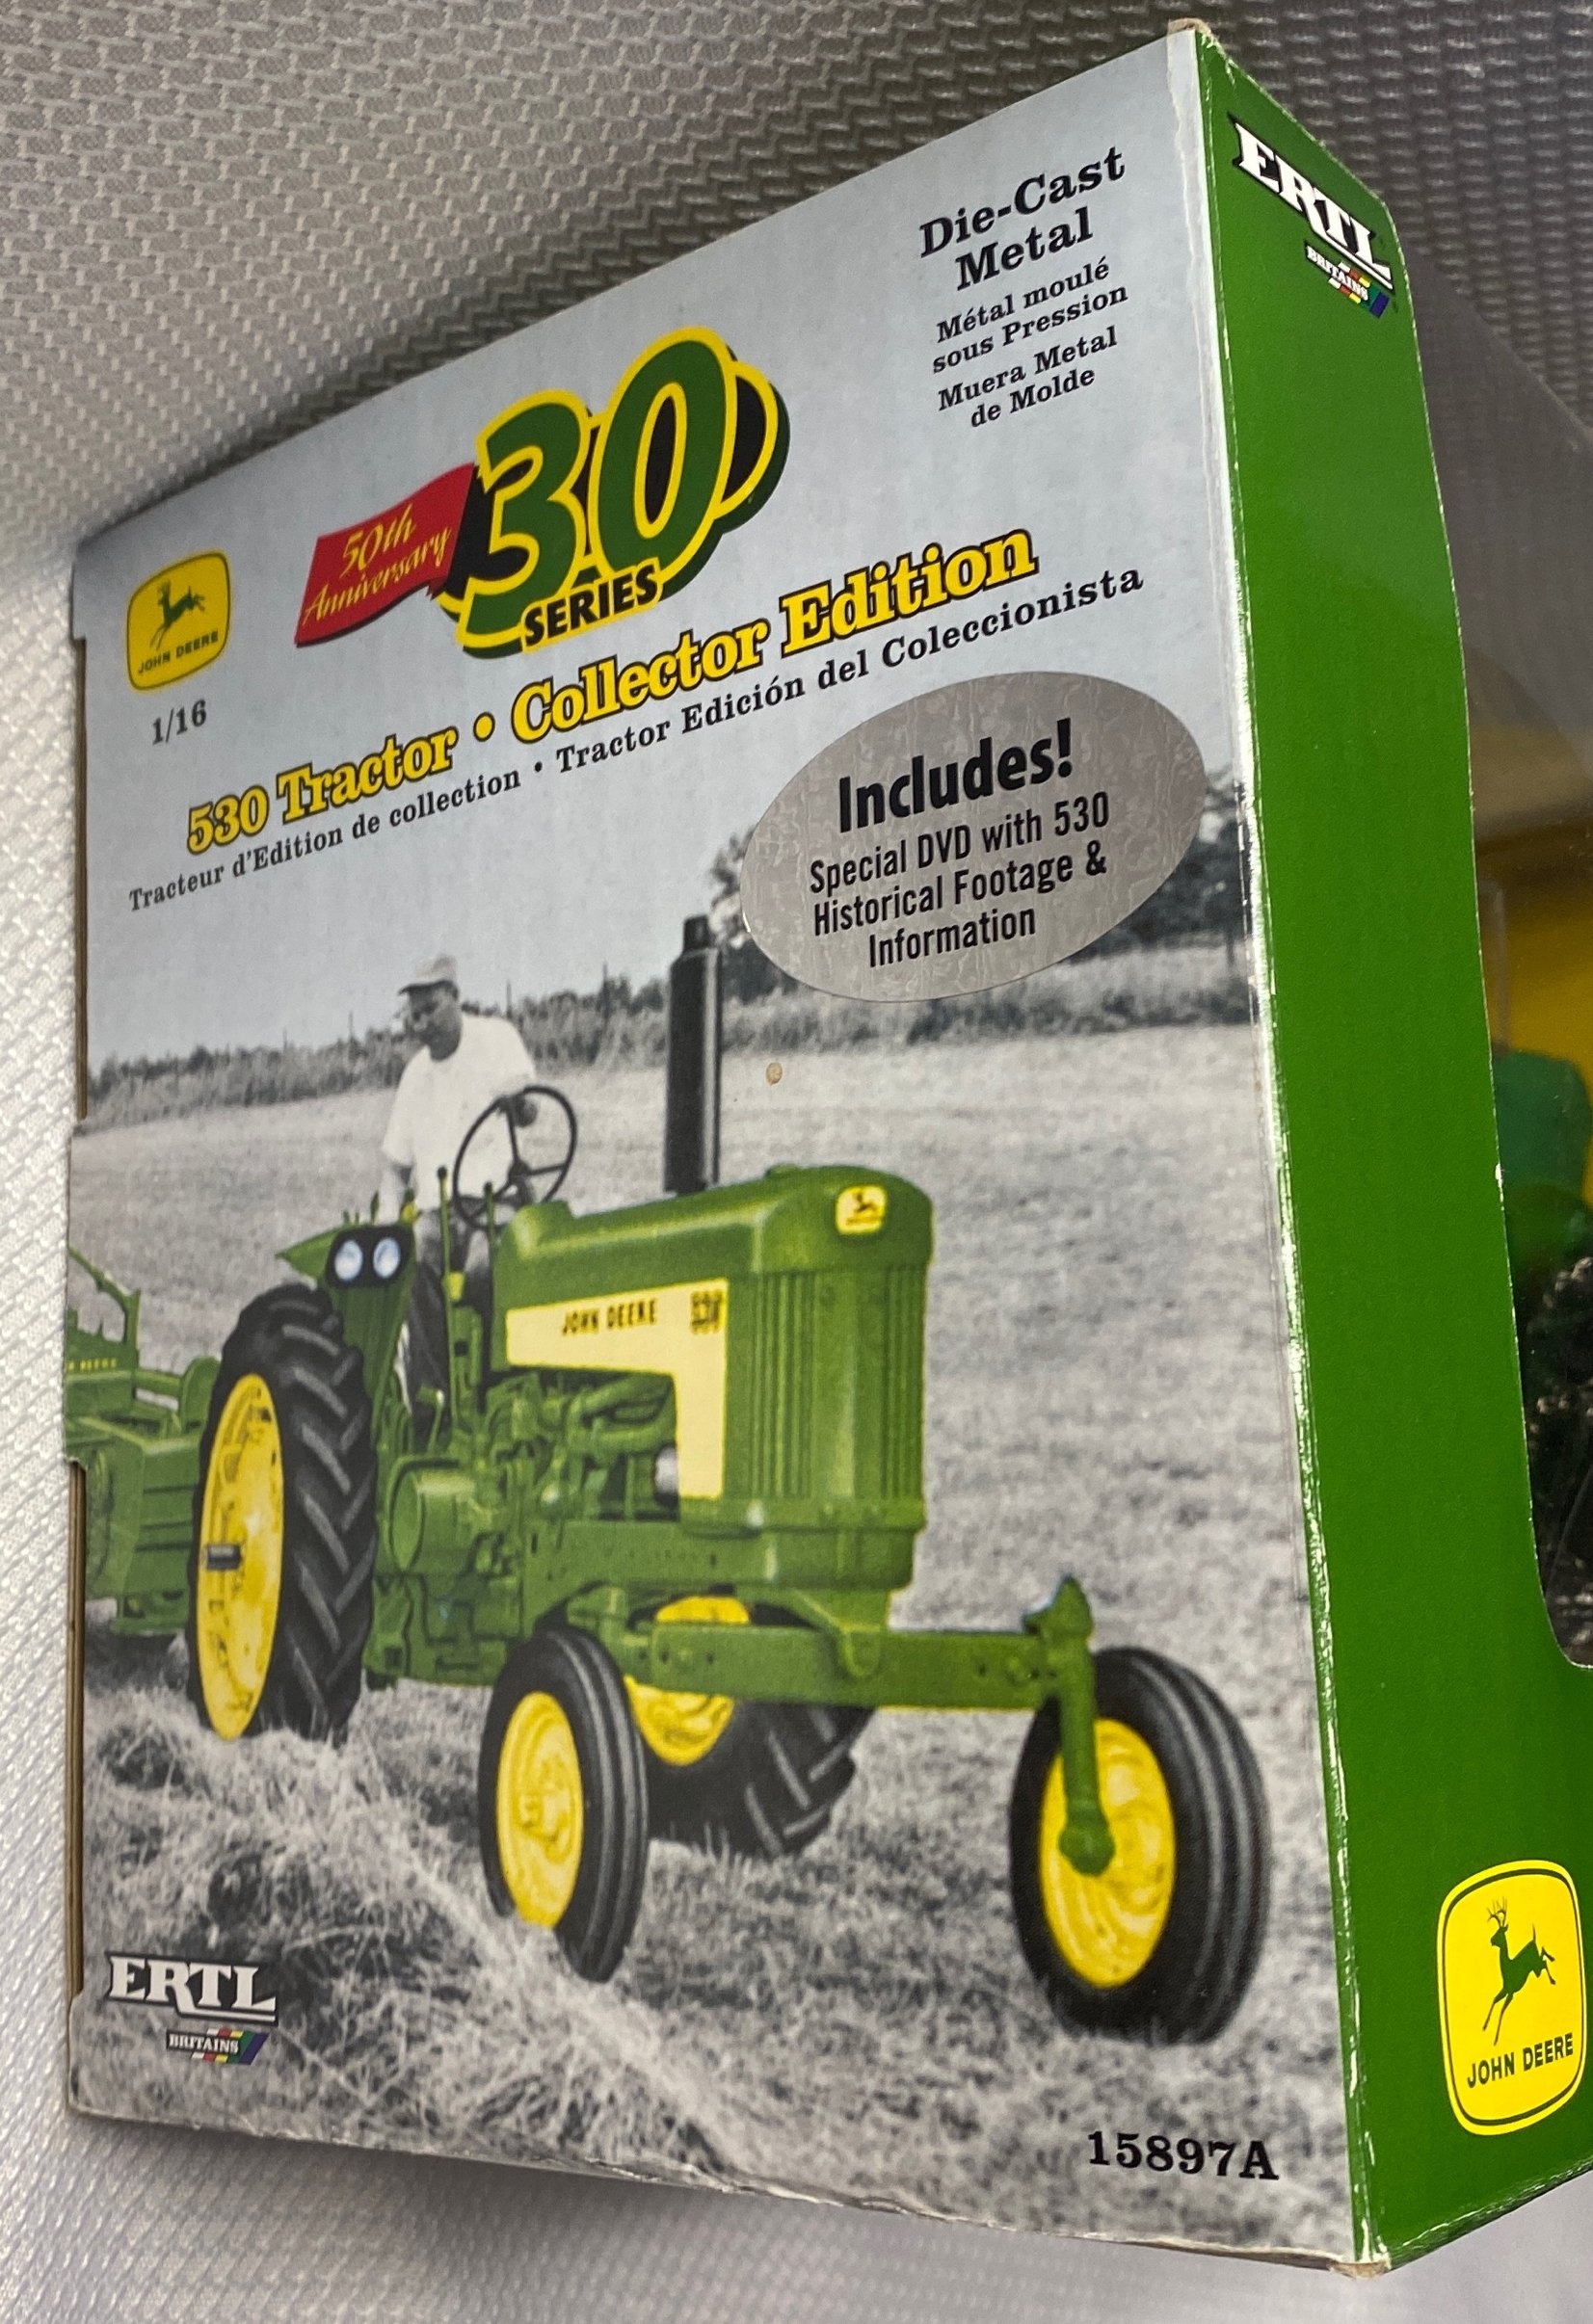 Die-Cast
Metal
Métal moulé
sous Pression
Muera Metal
de Molde
50th
Anniversary
30
SERIES
JOHN DEERE
1/16
530 Tractor • Collector Edition
Tracteur d'Edition de collection • Tractor Edición del Coleccionista
Includes!
Special DVD with 530
Historical Footage &
Information
JOHN DEERE 530
ERTL
BRITAINS
15897A
ERTL
BRITAINS
JOHN DEERE